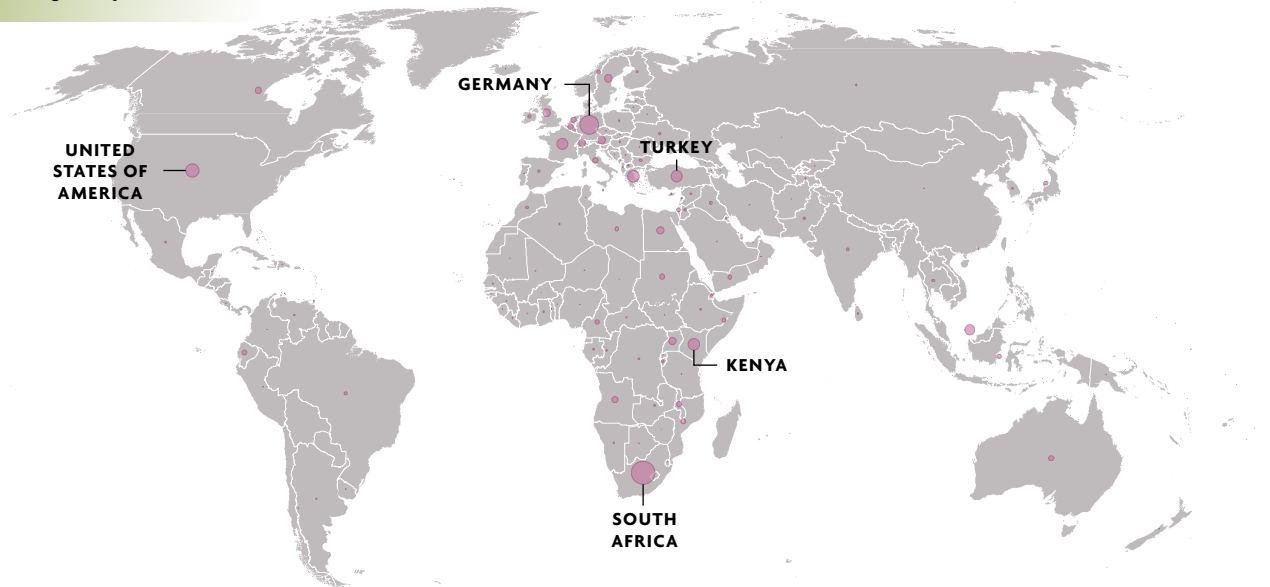 GERMANY
TURKEY
UNITED
STATES OF
AMERICA
KENYA
SOUTH
AFRICA